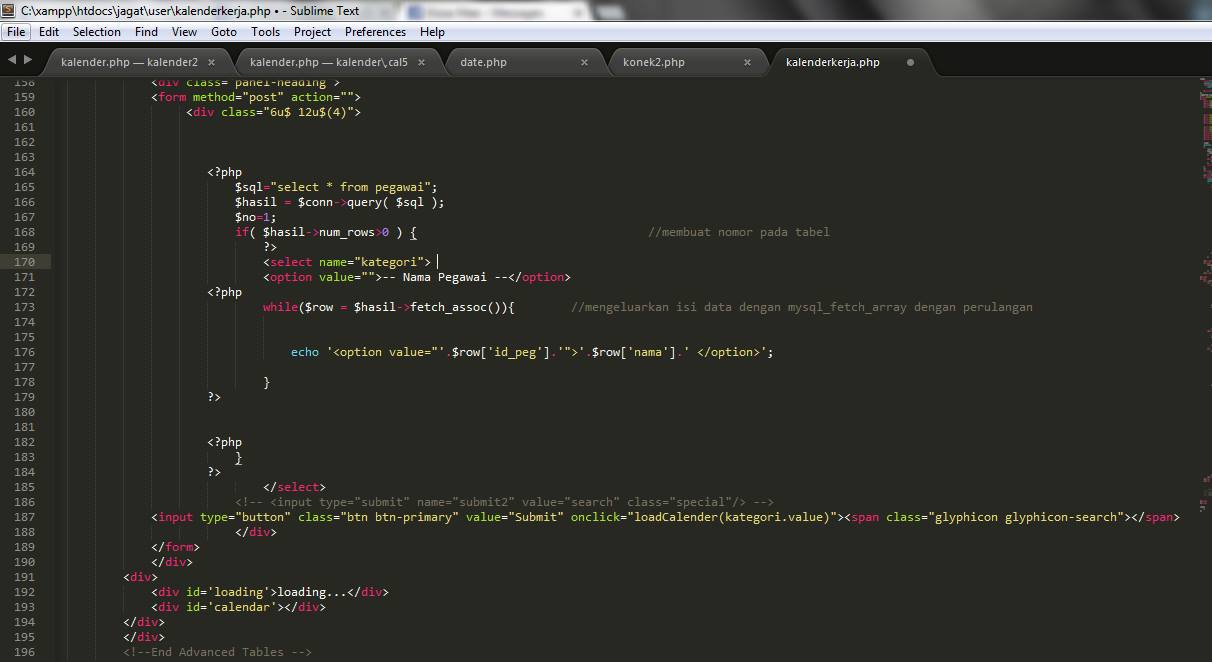 C:\xampp\htdocs\jagat\user\kalenderkerja.php • - Sublime Text
File Edit Selection Find View Goto Tools Project Preferences Help
kalender.php — kalender2 × kalender.php — kalender\,cal5 × date.php × konek2.php × kalenderkerja.php
158 <div class="panel-heading">
159 <form method="post" action="">
160 <div class="6u$ 12u$(4)">
161
162
163
164 <?php
165 $sql="select * from pegawai";
166 $hasil = $conn->query( $sql );
167 $no=1;
168 if( $hasil->num_rows>0 ) { //membuat nomor pada tabel
169 ?>
170 <select name="kategori">
171 <option value="">-- Nama Pegawai --</option>
172 <?php
173 while($row = $hasil->fetch_assoc()){ //mengeluarkan isi data dengan mysql_fetch_array dengan perulangan
174
175
176 echo '<option value="'.$row['id_peg'].'">'.$row['nama'].' </option>';
177
178 }
179 ?>
180
181
182 <?php
183 }
184 ?>
185 </select>
186 <!-- <input type="submit" name="submit2" value="search" class="special"/> -->
187 <input type="button" class="btn btn-primary" value="Submit" onclick="loadCalender(kategori.value)"><span class="glyphicon glyphicon-search"></span>
188 </div>
189 </form>
190 </div>
191 <div>
192 <div id='loading'>loading...</div>
193 <div id='calendar'></div>
194 </div>
195 </div>
196 <!--End Advanced Tables -->